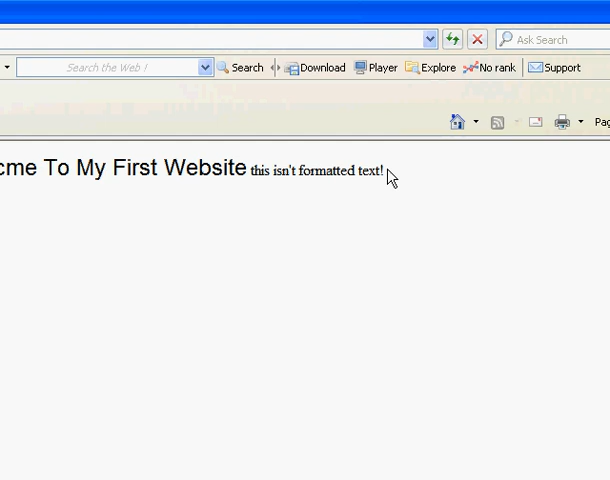 Ask Search
Search the Web !
Search
Download
Player
Explore
No rank
Support
Pag
cme To My First Website this isn't formatted text!